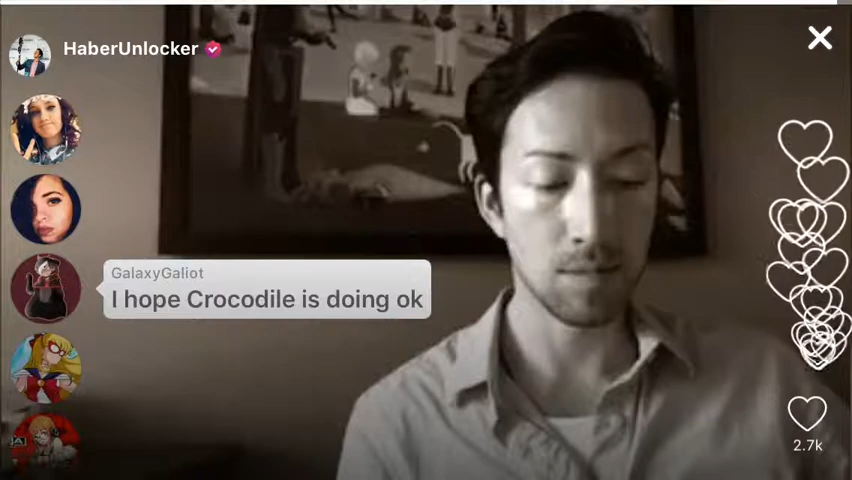 HaberUnlocker
GalaxyGaliot
I hope Crocodile is doing ok
2.7k